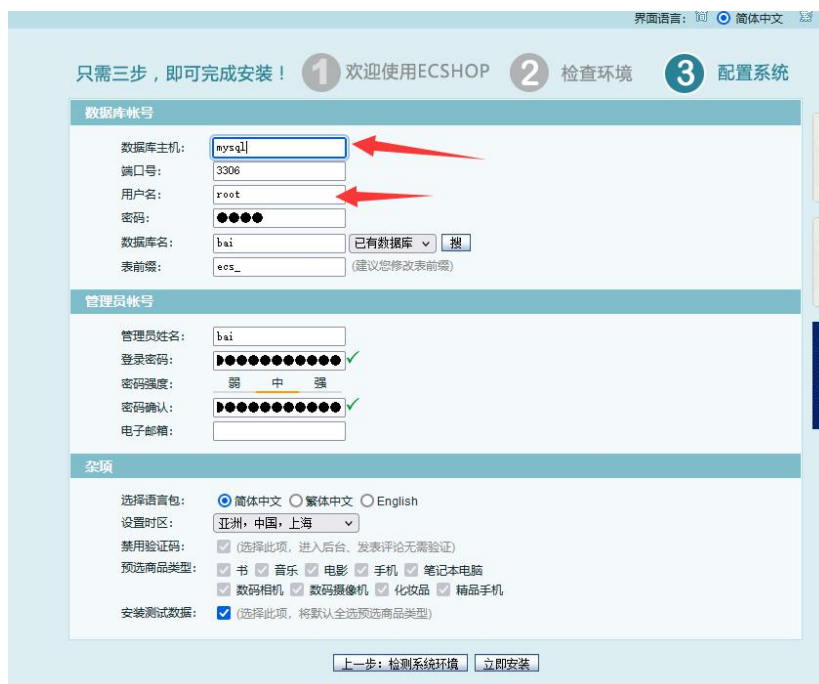 界面语言: 简体中文
只需三步，即可完成安装！ 1 欢迎使用ECSHOP 2 检查环境 3 配置系统
数据库帐号
数据库主机: mysql
端口号: 3306
用户名: root
密码: ●●●●
数据库名: bai 已有数据库 搜
表前缀: ecs_ (建议您修改表前缀)
管理员帐号
管理员姓名: bai
登录密码:
密码强度: 弱 中 强
密码确认:
电子邮箱:
杂项
选择语言包: 简体中文 繁体中文 English
设置时区: 亚洲，中国，上海
禁用验证码: (选择此项，进入后台、发表评论无需验证)
预选商品类型: 书 音乐 电影 手机 笔记本电脑
数码相机 数码摄像机 化妆品 精品手机
安装测试数据: (选择此项，将默认全选预选商品类型)
上一步：检测系统环境 立即安装